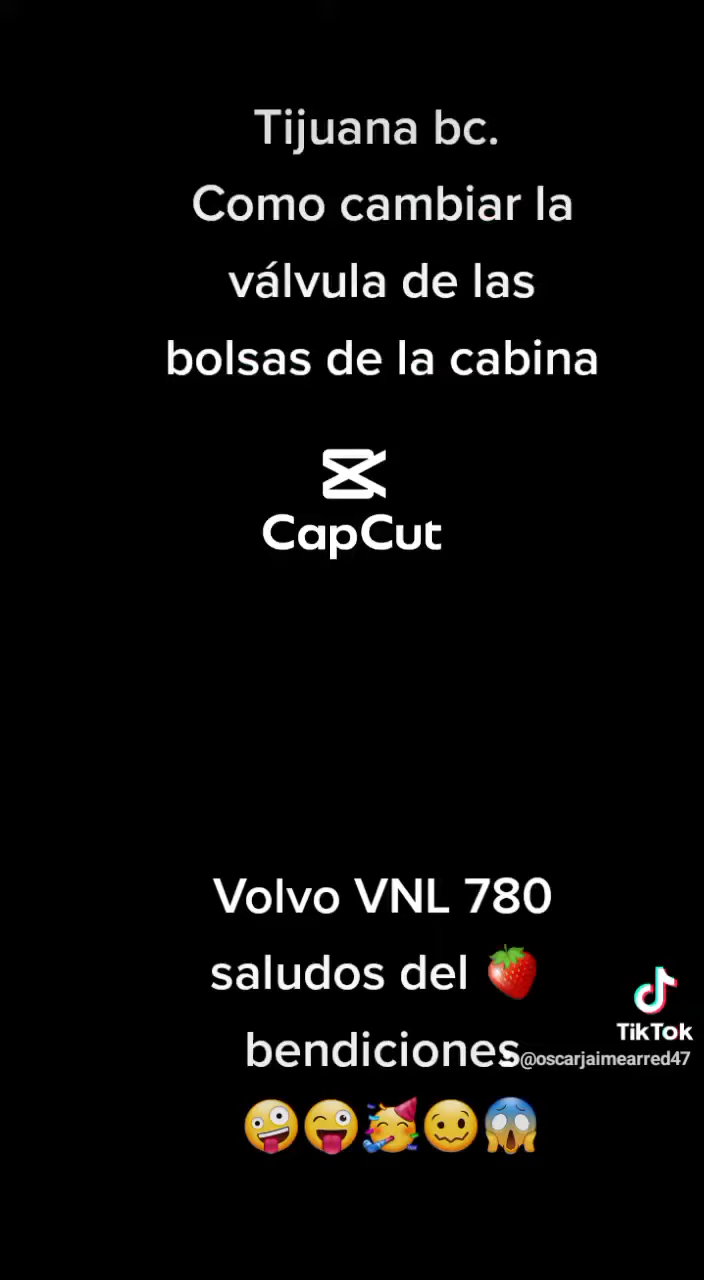 Tijuana bc.
Como cambiar la
válvula de las
bolsas de la cabina
CapCut
Volvo VNL 780
saludos del 🍓
bendiciones
🤪😜🥳🥴😱
TikTok
@oscarjaimearred47